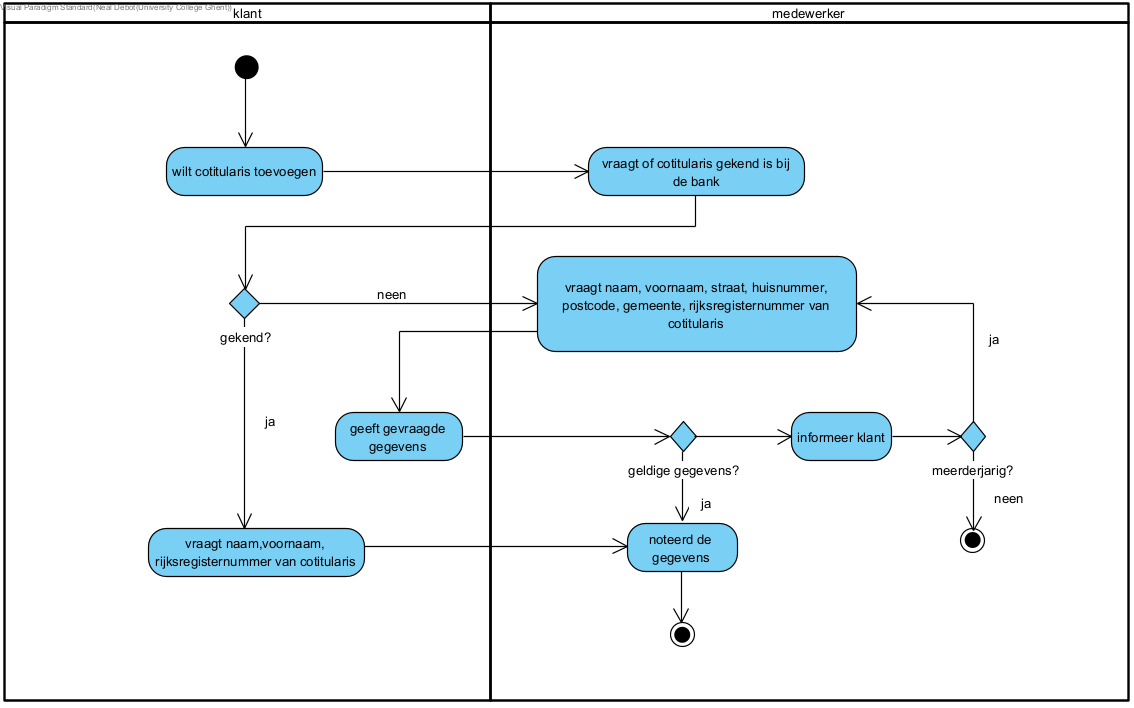 Visual Paradigm Standard(Neal Debot(University College Ghent))
klant
medewerker
wilt cotitularis toevoegen
vraagt of cotitularis gekend is bij
de bank
neen
vraagt naam, voornaam, straat, huisnummer,
postcode, gemeente, rijksregisternummer van
cotitularis
gekend?
ja
ja
geeft gevraagde
gegevens
informeer klant
geldige gegevens?
meerderjarig?
ja
neen
vraagt naam,voornaam,
rijksregisternummer van cotitularis
noteerd de
gegevens